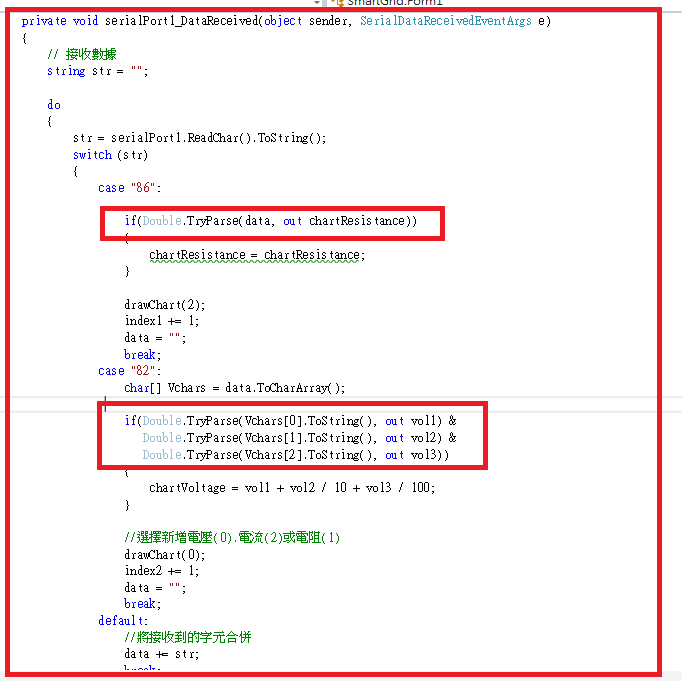 SmartGrid.Form1
private void serialPort1_DataReceived(object sender, SerialDataReceivedEventArgs e)
{
// 接收數據
string str = "";
do
{
str = serialPort1.ReadChar().ToString();
switch (str)
{
case "86":
if(Double.TryParse(data, out chartResistance))
{
chartResistance = chartResistance;
}
drawChart(2);
index1 += 1;
data = "";
break;
case "82":
char[] Vchars = data.ToCharArray();
if(Double.TryParse(Vchars[0].ToString(), out vol1) &
Double.TryParse(Vchars[1].ToString(), out vol2) &
Double.TryParse(Vchars[2].ToString(), out vol3))
{
chartVoltage = vol1 + vol2 / 10 + vol3 / 100;
}
//選擇新增電壓(0).電流(2)或電阻(1)
drawChart(0);
index2 += 1;
data = "";
break;
default:
//將接收到的字元合併
data += str;
break;